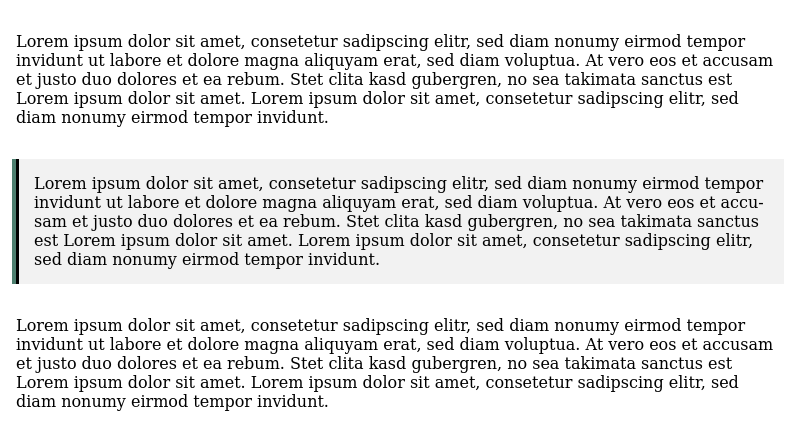 Lorem ipsum dolor sit amet, consetetur sadipscing elitr, sed diam nonumy eirmod tempor
invidunt ut labore et dolore magna aliquyam erat, sed diam voluptua. At vero eos et accusam
et justo duo dolores et ea rebum. Stet clita kasd gubergren, no sea takimata sanctus est
Lorem ipsum dolor sit amet. Lorem ipsum dolor sit amet, consetetur sadipscing elitr, sed
diam nonumy eirmod tempor invidunt.
Lorem ipsum dolor sit amet, consetetur sadipscing elitr, sed diam nonumy eirmod tempor
invidunt ut labore et dolore magna aliquyam erat, sed diam voluptua. At vero eos et accu-
sam et justo duo dolores et ea rebum. Stet clita kasd gubergren, no sea takimata sanctus
est Lorem ipsum dolor sit amet. Lorem ipsum dolor sit amet, consetetur sadipscing elitr,
sed diam nonumy eirmod tempor invidunt.
Lorem ipsum dolor sit amet, consetetur sadipscing elitr, sed diam nonumy eirmod tempor
invidunt ut labore et dolore magna aliquyam erat, sed diam voluptua. At vero eos et accusam
et justo duo dolores et ea rebum. Stet clita kasd gubergren, no sea takimata sanctus est
Lorem ipsum dolor sit amet. Lorem ipsum dolor sit amet, consetetur sadipscing elitr, sed
diam nonumy eirmod tempor invidunt.